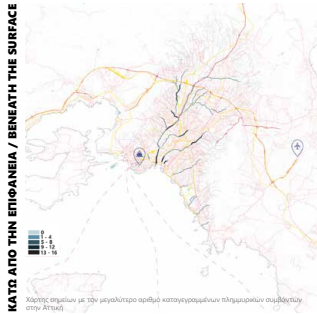 ΚΑΤΩ ΑΠΟ ΤΗΝ ΕΠΙΦΑΝΕΙΑ / BENEATH THE SURFACE
0
1 - 4
5 - 8
9 - 12
13 - 16
Χάρτης σημείων με τον μεγαλύτερο αριθμό καταγεγραμμένων πλημμυρικών συμβάντων
στην Αττική